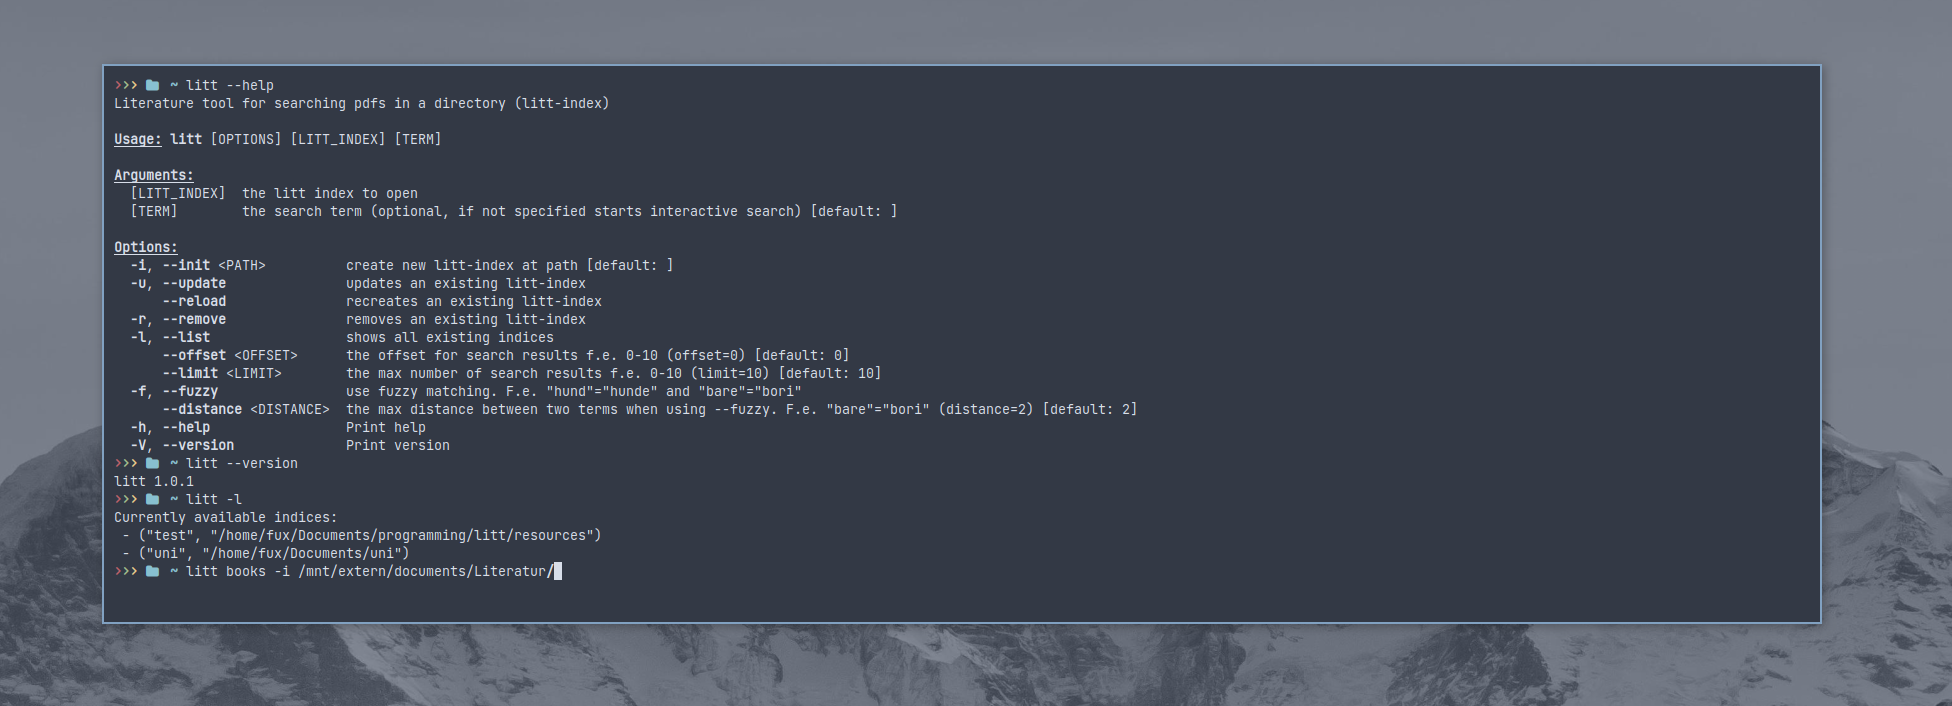 >>> ~ litt --help
Literature tool for searching pdfs in a directory (litt-index)

Usage: litt [OPTIONS] [LITT_INDEX] [TERM]

Arguments:
  [LITT_INDEX]  the litt index to open
  [TERM]        the search term (optional, if not specified starts interactive search) [default: ]

Options:
  -i, --init <PATH>          create new litt-index at path [default: ]
  -u, --update               updates an existing litt-index
      --reload               recreates an existing litt-index
  -r, --remove               removes an existing litt-index
  -l, --list                 shows all existing indices
      --offset <OFFSET>      the offset for search results f.e. 0-10 (offset=0) [default: 0]
      --limit <LIMIT>        the max number of search results f.e. 0-10 (limit=10) [default: 10]
  -f, --fuzzy                use fuzzy matching. F.e. "hund"="hunde" and "bare"="bori"
      --distance <DISTANCE>  the max distance between two terms when using --fuzzy. F.e. "bare"="bori" (distance=2) [default: 2]
  -h, --help                 Print help
  -V, --version              Print version
>>> ~ litt --version
litt 1.0.1
>>> ~ litt -l
Currently available indices:
 - ("test", "/home/fux/Documents/programming/litt/resources")
 - ("uni", "/home/fux/Documents/uni")
>>> ~ litt books -i /mnt/extern/documents/Literatur/